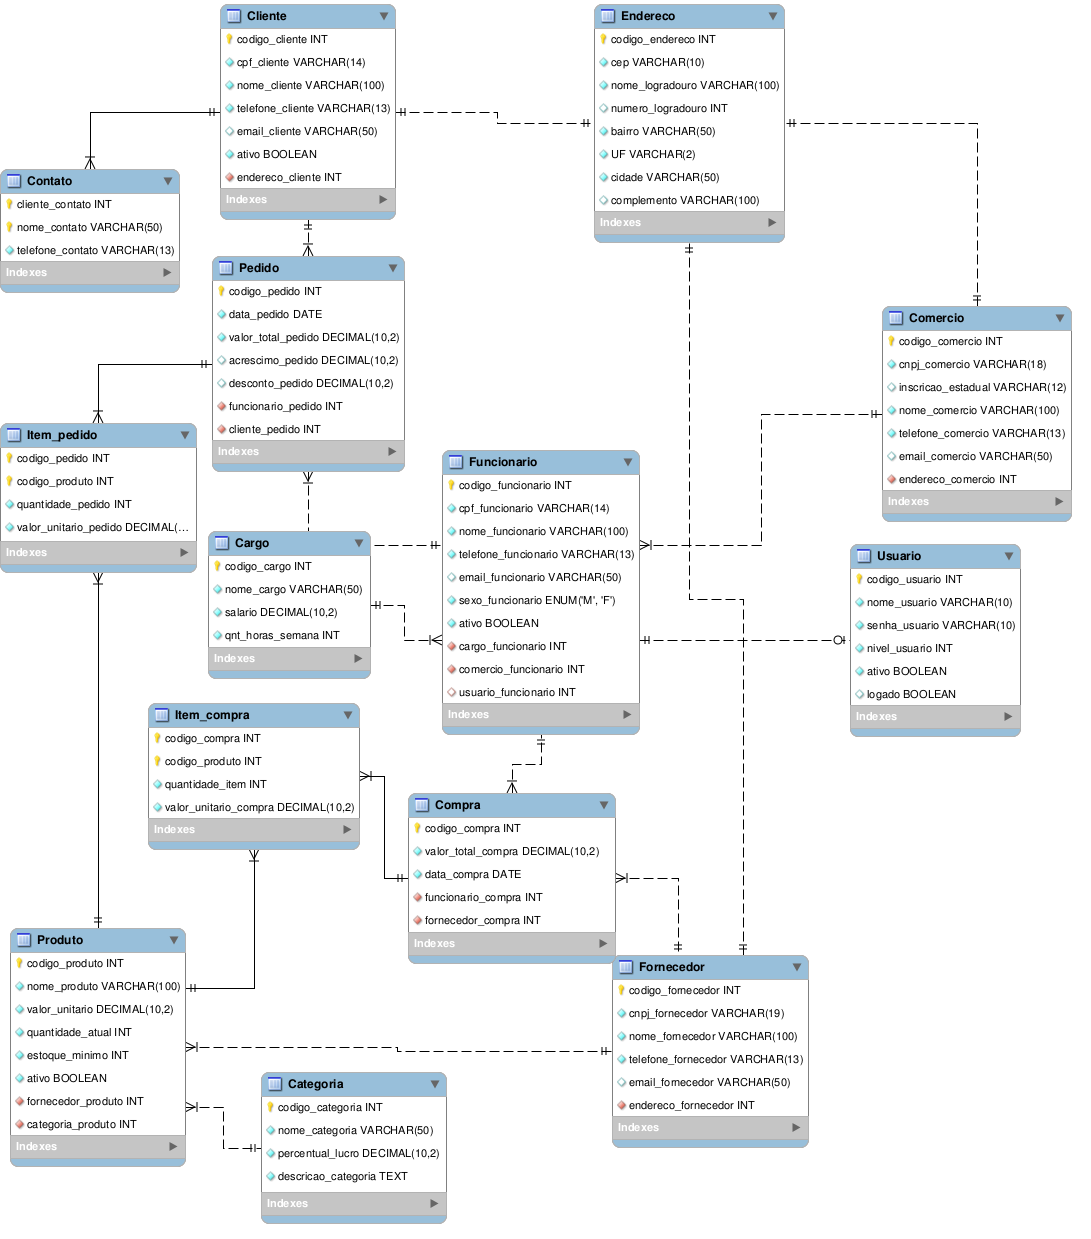 Cliente
codigo_cliente INT
cpf_cliente VARCHAR(14)
nome_cliente VARCHAR(100)
telefone_cliente VARCHAR(13)
email_cliente VARCHAR(50)
ativo BOOLEAN
endereco_cliente INT
Indexes
Endereco
codigo_endereco INT
cep VARCHAR(10)
nome_logradouro VARCHAR(100)
numero_logradouro INT
bairro VARCHAR(50)
UF VARCHAR(2)
cidade VARCHAR(50)
complemento VARCHAR(100)
Indexes
Contato
cliente_contato INT
nome_contato VARCHAR(50)
telefone_contato VARCHAR(13)
Indexes
Pedido
codigo_pedido INT
data_pedido DATE
valor_total_pedido DECIMAL(10,2)
acrescimo_pedido DECIMAL(10,2)
desconto_pedido DECIMAL(10,2)
funcionario_pedido INT
cliente_pedido INT
Indexes
Comercio
codigo_comercio INT
cnpj_comercio VARCHAR(18)
inscricao_estadual VARCHAR(12)
nome_comercio VARCHAR(100)
telefone_comercio VARCHAR(13)
email_comercio VARCHAR(50)
endereco_comercio INT
Indexes
Item_pedido
codigo_pedido INT
codigo_produto INT
quantidade_pedido INT
valor_unitario_pedido DECIMAL(...
Indexes
Funcionario
codigo_funcionario INT
cpf_funcionario VARCHAR(14)
nome_funcionario VARCHAR(100)
telefone_funcionario VARCHAR(13)
email_funcionario VARCHAR(50)
sexo_funcionario ENUM('M', 'F')
ativo BOOLEAN
cargo_funcionario INT
comercio_funcionario INT
usuario_funcionario INT
Indexes
Cargo
codigo_cargo INT
nome_cargo VARCHAR(50)
salario DECIMAL(10,2)
qnt_horas_semana INT
Indexes
Usuario
codigo_usuario INT
nome_usuario VARCHAR(10)
senha_usuario VARCHAR(10)
nivel_usuario INT
ativo BOOLEAN
logado BOOLEAN
Indexes
Item_compra
codigo_compra INT
codigo_produto INT
quantidade_item INT
valor_unitario_compra DECIMAL(10,2)
Indexes
Compra
codigo_compra INT
valor_total_compra DECIMAL(10,2)
data_compra DATE
funcionario_compra INT
fornecedor_compra INT
Indexes
Produto
codigo_produto INT
nome_produto VARCHAR(100)
valor_unitario DECIMAL(10,2)
quantidade_atual INT
estoque_minimo INT
ativo BOOLEAN
fornecedor_produto INT
categoria_produto INT
Indexes
Fornecedor
codigo_fornecedor INT
cnpj_fornecedor VARCHAR(19)
nome_fornecedor VARCHAR(100)
telefone_fornecedor VARCHAR(13)
email_fornecedor VARCHAR(50)
endereco_fornecedor INT
Indexes
Categoria
codigo_categoria INT
nome_categoria VARCHAR(50)
percentual_lucro DECIMAL(10,2)
descricao_categoria TEXT
Indexes